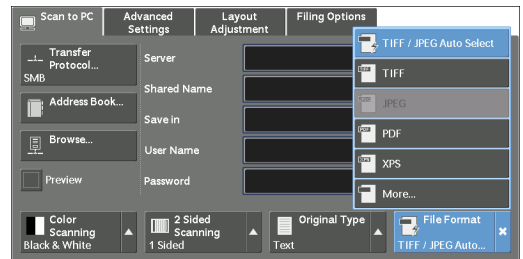 Scan to PC
Advanced
Settings
Layout
Adjustment
Filing Options
Transfer
Protocol...
SMB
Address Book...
Browse...
Preview
Server
Shared Name
Save in
User Name
Password
TIFF / JPEG Auto Select
TIFF
JPEG
PDF
XPS
More...
Color
Scanning
Black & White
2 Sided
Scanning
1 Sided
Original Type
Text
File Format
TIFF / JPEG Auto...